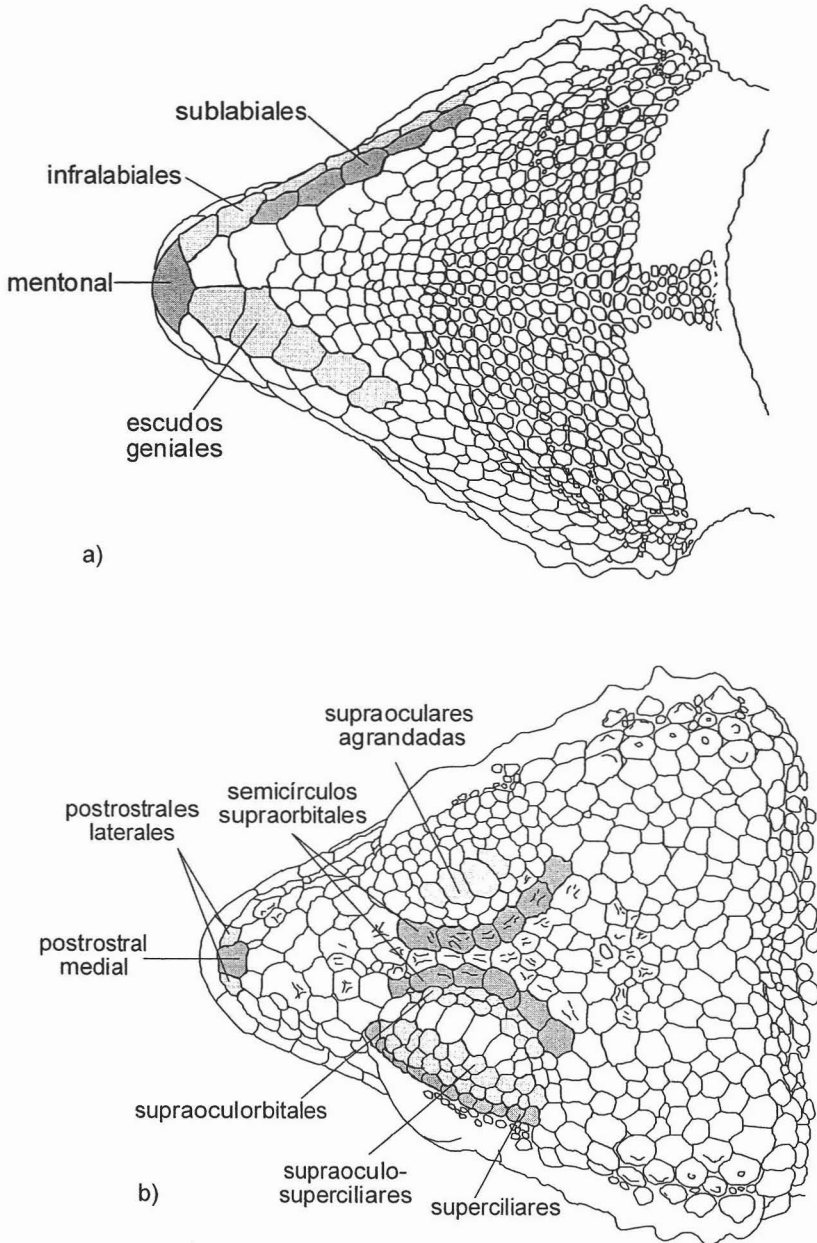 sublabiales
infralabiales
mentonal
escudos
geniales
a)
supraoculares
agrandadas
semicírculos
supraorbitales
postrostrales
laterales
postrostral
medial
supraoculorbitales
supraoculo-
superciliares
superciliares
b)